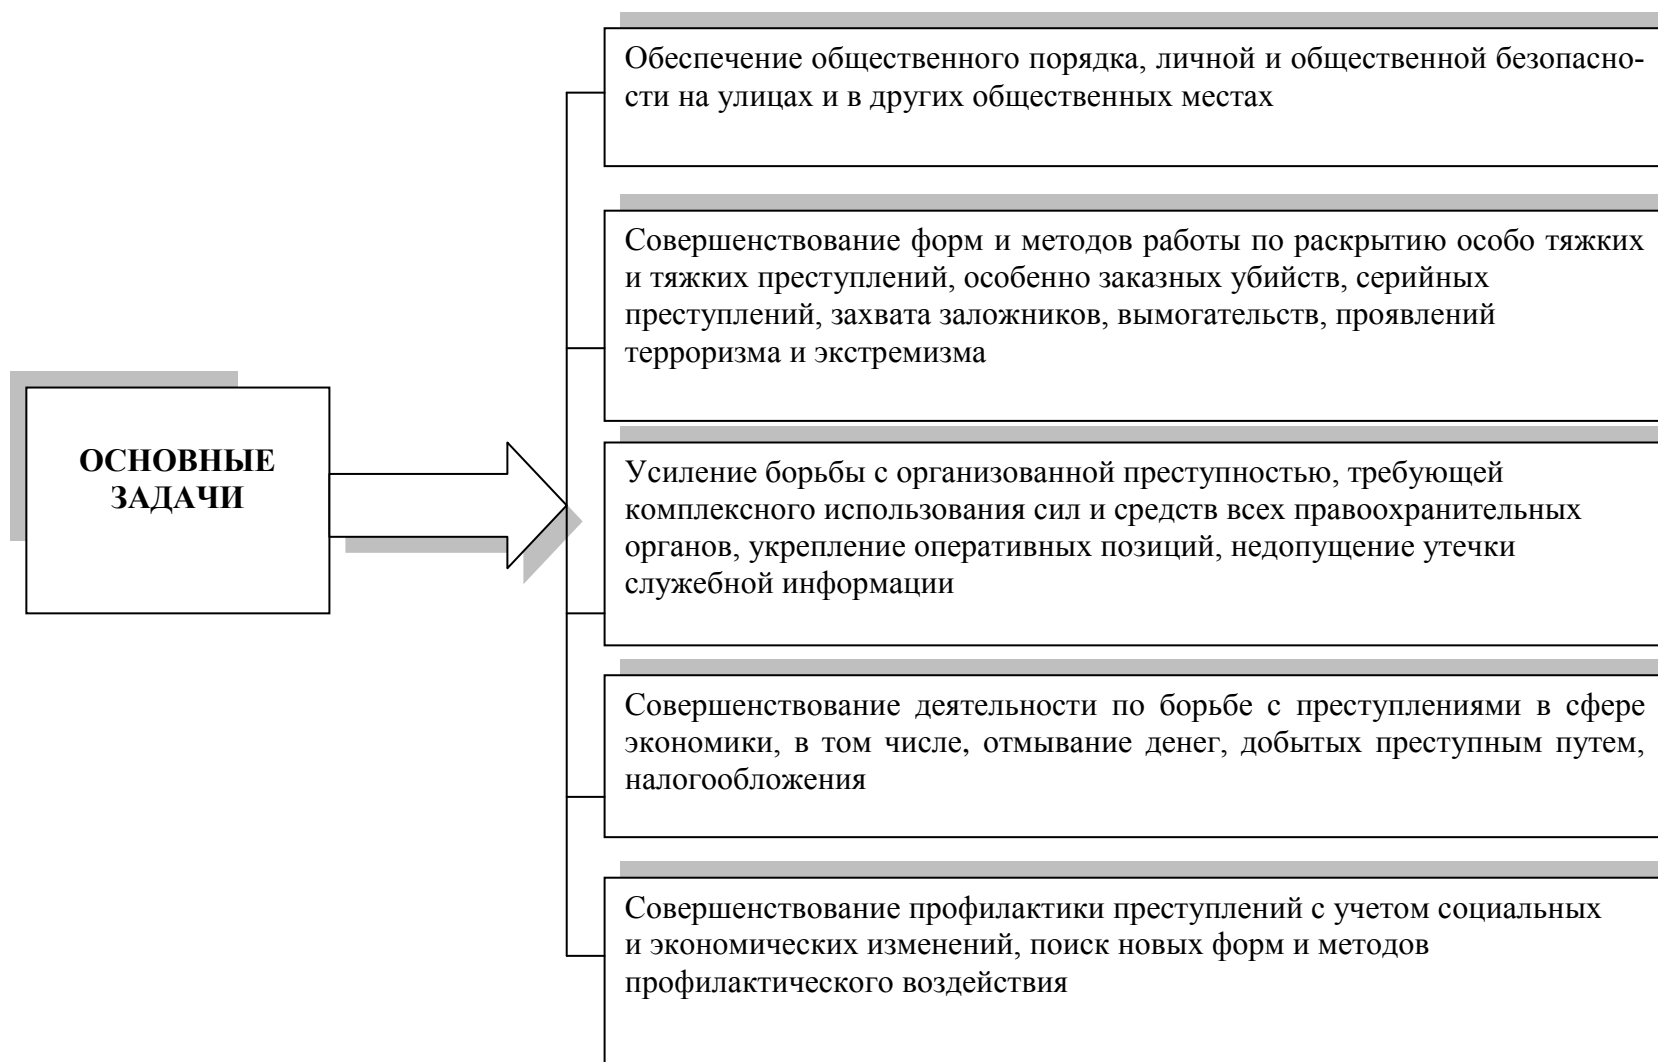 Обеспечение общественного порядка, личной и общественной безопасно-
сти на улицах и в других общественных местах
Совершенствование форм и методов работы по раскрытию особо тяжких
и тяжких преступлений, особенно заказных убийств, серийных
преступлений, захвата заложников, вымогательств, проявлений
терроризма и экстремизма
ОСНОВНЫЕ
ЗАДАЧИ
Усиление борьбы с организованной преступностью, требующей
комплексного использования сил и средств всех правоохранительных
органов, укрепление оперативных позиций, недопущение утечки
служебной информации
Совершенствование деятельности по борьбе с преступлениями в сфере
экономики, в том числе, отмывание денег, добытых преступным путем,
налогообложения
Совершенствование профилактики преступлений с учетом социальных
и экономических изменений, поиск новых форм и методов
профилактического воздействия